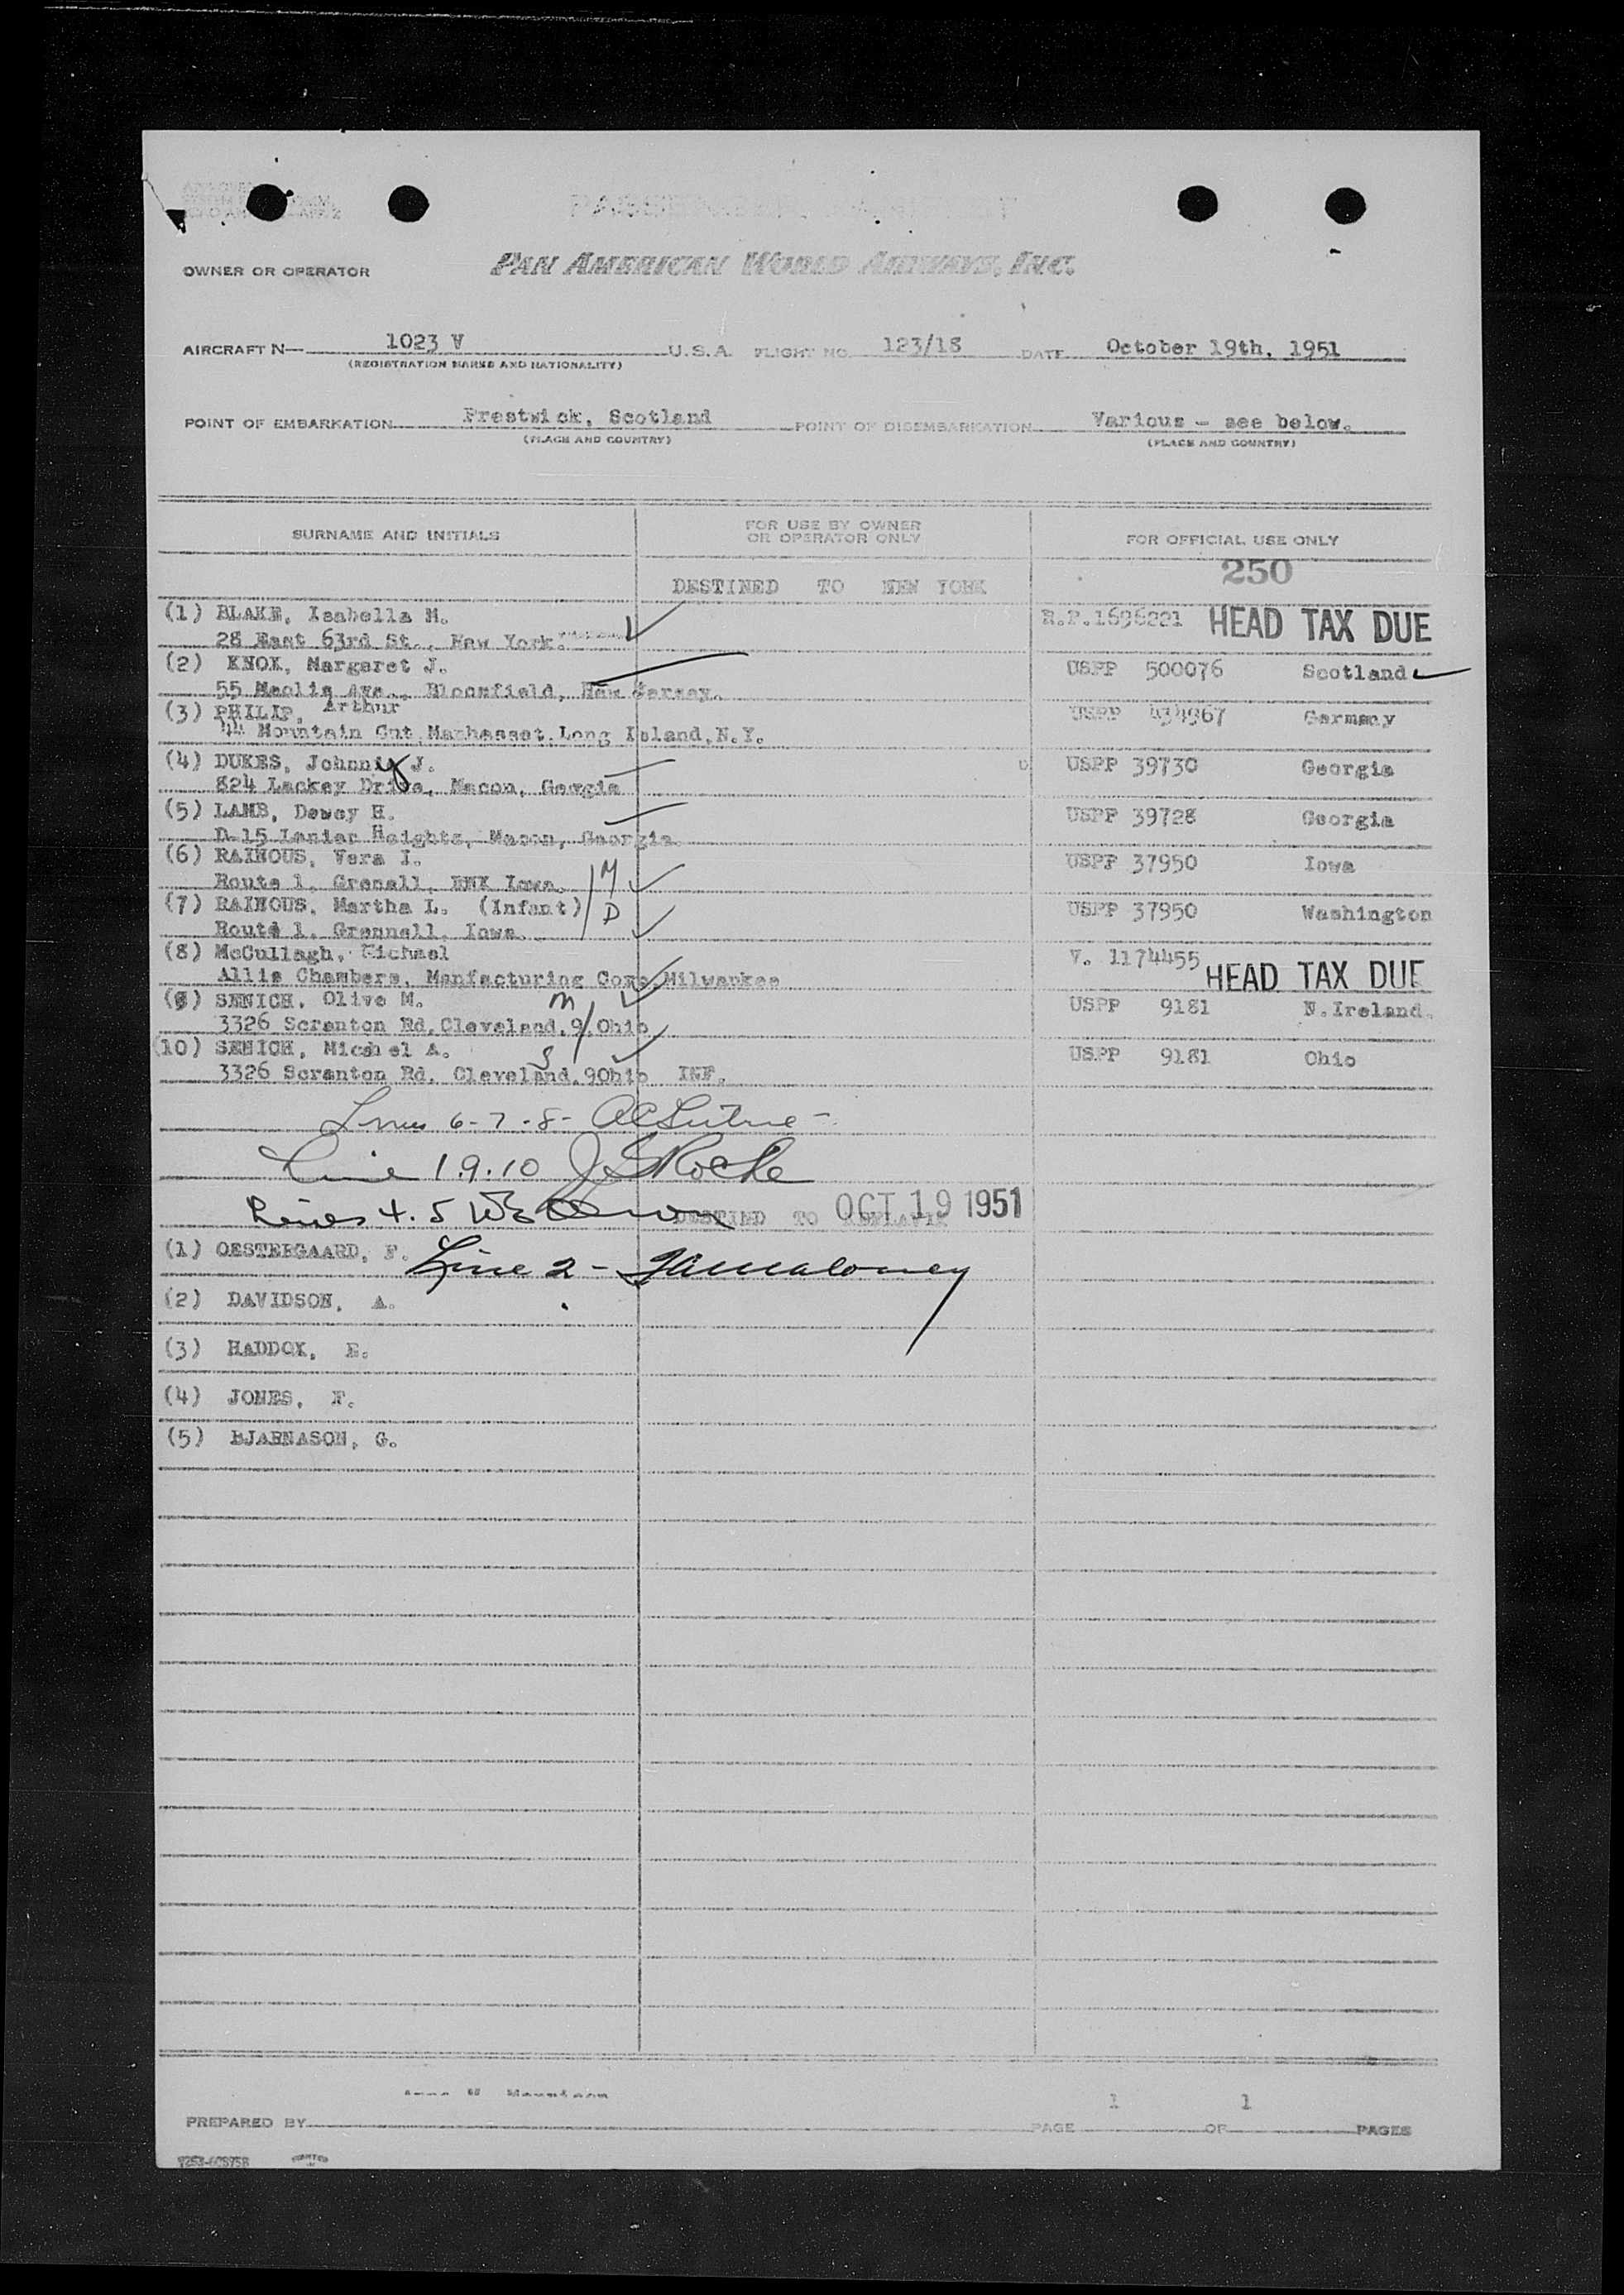 OWNER OR OPERATOR PAN AMERICAN WORLD AIRWAYS, INC.
AIRCRAFT N— 1023 V U.S.A. FLIGHT NO. 123/18 DATE October 19th, 1951
(REGISTRATION MARKS AND NATIONALITY)
POINT OF EMBARKATION Prestwick, Scotland POINT OF DISEMBARKATION Various - see below.
(PLACE AND COUNTRY) (PLACE AND COUNTRY)
SURNAME AND INITIALS FOR USE BY OWNER OR OPERATOR ONLY FOR OFFICIAL USE ONLY
250
DESTINED TO NEW YORK
(1) BLAKE, Isabella M. R.P.1696221 HEAD TAX DUE
28 East 63rd St., New York.
(2) KNOX, Margaret J. USPP 500076 Scotland
55 Maolis Ave., Bloomfield, New Jersey.
(3) PHILIP, Arthur USPP 434967 Germany
44 Mountain Cut, Manhasset, Long Island, N.Y.
(4) DUKES, Johnny J. USPP 39730 Georgia
824 Lackey Drive, Macon, Georgia
(5) LAMB, Dewey H. USPP 39728 Georgia
D-15 Lanier Heights, Macon, Georgia.
(6) RAINOUS, Vera I. USPP 37950 Iowa
Route 1, Grenell, Iowa. M
(7) RAINOUS, Martha L. (Infant) D USPP 37950 Washington
Route 1, Grennell, Iowa.
(8) McCullagh, Michael V. 1174455 HEAD TAX DUE
Allis Chambers, Manfacturing Corp, Milwaukee
(9) SENICH, Olive M. m USPP 9181 N.Ireland.
3326 Scranton Rd, Cleveland, 9, Ohio
(10) SENICH, Michael A. S USPP 9181 Ohio
3326 Scranton Rd, Cleveland, 9 Ohio INF.
Lines 6-7-8-
Line 1.9.10 Roche
Lines 4.5
DESTINED TO KEFLAVIK OCT 19 1951
(1) OESTERGAARD, F. Line 2 - Maloney
(2) DAVIDSON, A.
(3) HADDOX, E.
(4) JONES, F.
(5) BJARNASON, G.
PREPARED BY PAGE 1 OF 1 PAGES